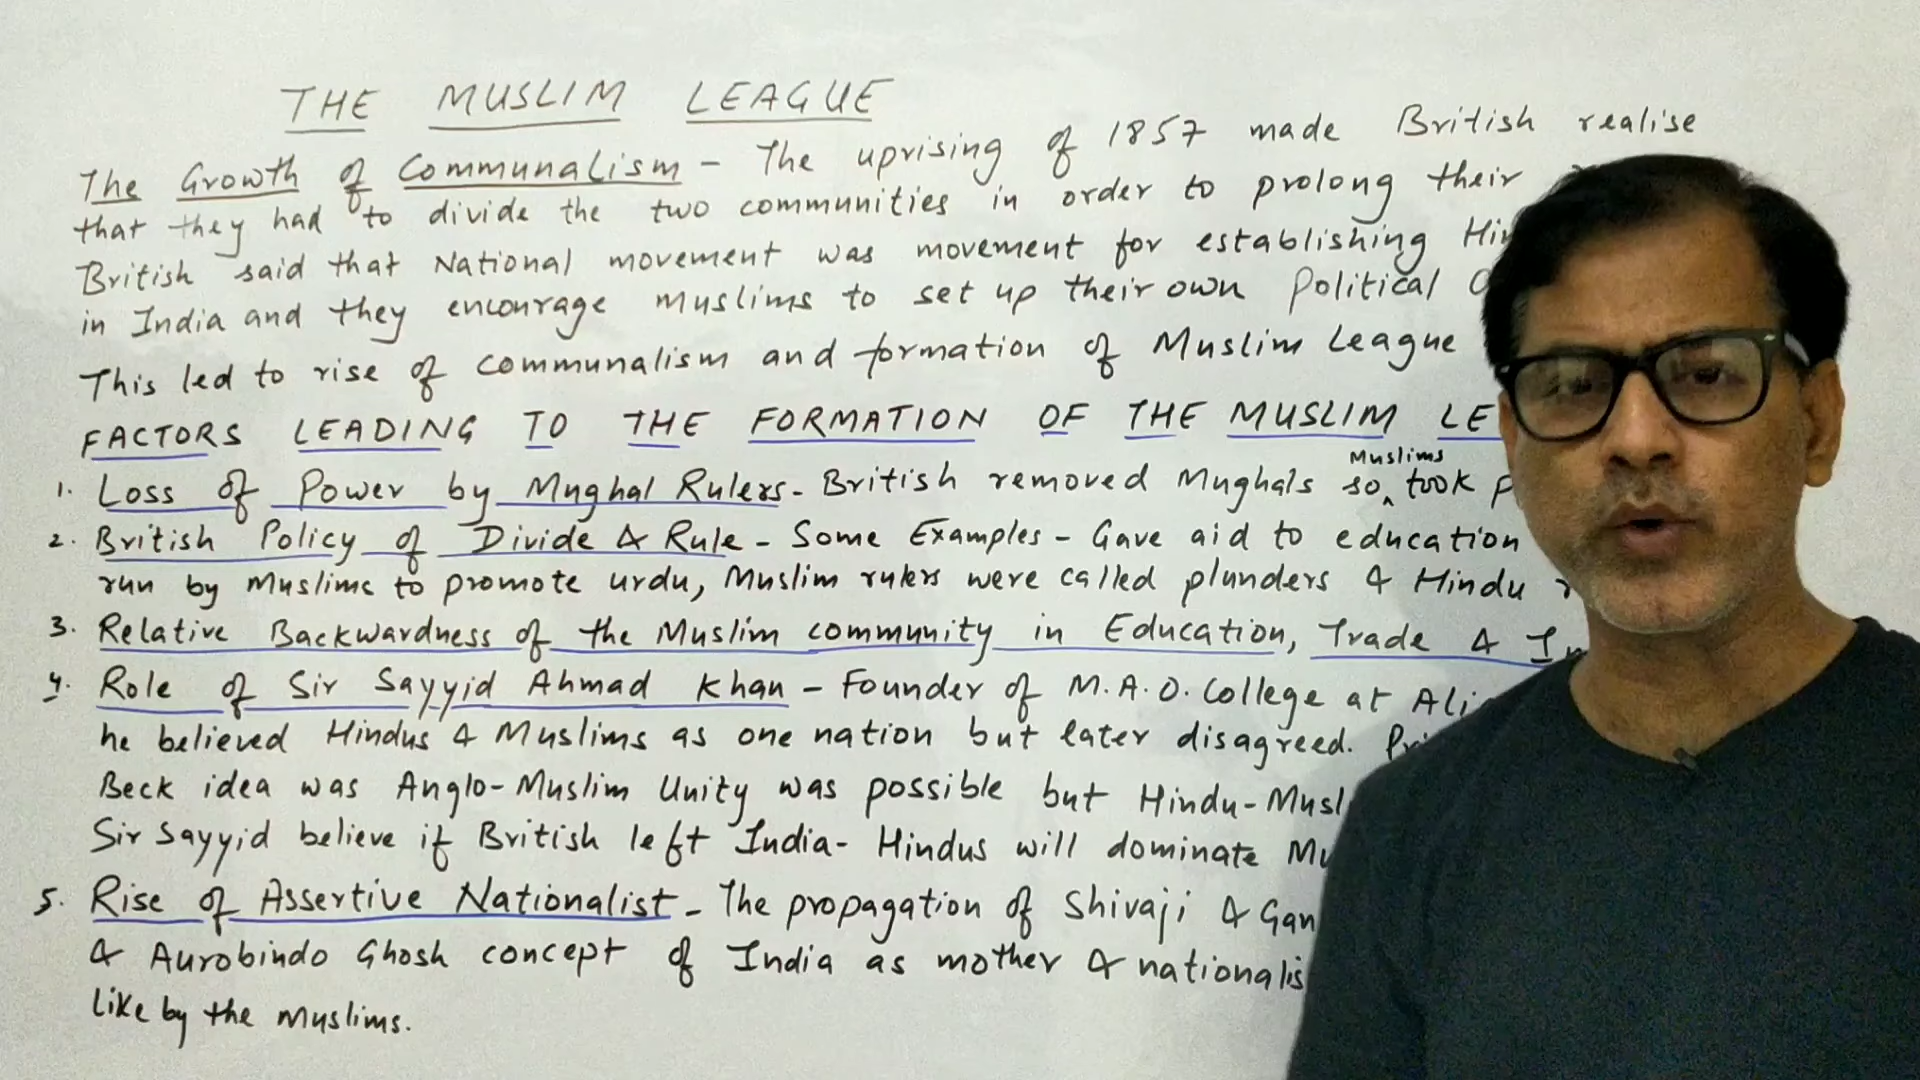 THE MUSLIM LEAGUE
The Growth of Communalism - The uprising of 1857 made British realise
that they had to divide the two communities in order to prolong their
British said that National movement was movement for establishing
in India and they encourage Muslims to set up their own Political
This led to rise of communalism and formation of Muslim League
FACTORS LEADING TO THE FORMATION OF THE MUSLIM
1. Loss of Power by Mughal Rulers - British removed Mughals so Muslims took
2. British Policy of Divide & Rule - Some Examples - Gave aid to education
run by Muslims to promote urdu, Muslim rulers were called plunders & Hindu
3. Relative Backwardness of the Muslim community in Education, Trade &
4. Role of Sir Sayyid Ahmad Khan - Founder of M.A.O. College at
he believed Hindus & Muslims as one nation but later disagreed.
Beck idea was Anglo-Muslim Unity was possible but Hindu-
Sir Sayyid believe if British left India - Hindus will dominate
5. Rise of Assertive Nationalist - The propagation of Shivaji &
& Aurobindo Ghosh concept of India as mother &
like by the Muslims.